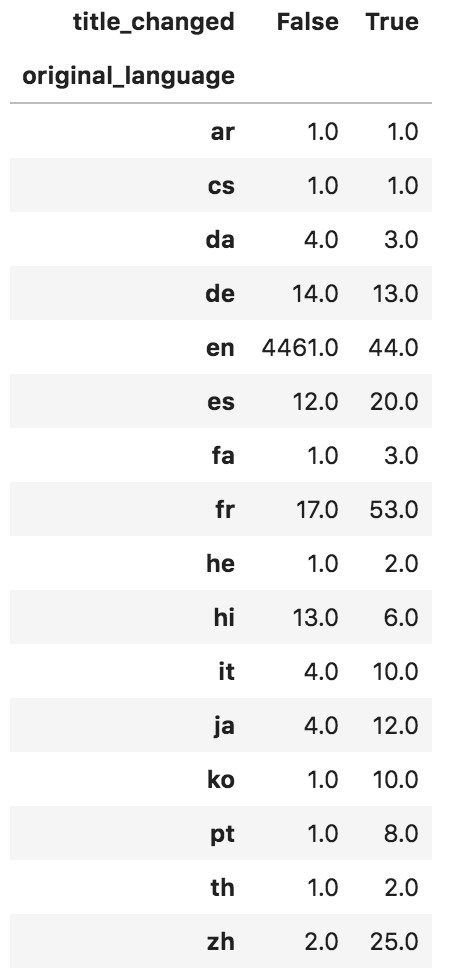 title_changed False True
original_language
ar 1.0 1.0
cs 1.0 1.0
da 4.0 3.0
de 14.0 13.0
en 4461.0 44.0
es 12.0 20.0
fa 1.0 3.0
fr 17.0 53.0
he 1.0 2.0
hi 13.0 6.0
it 4.0 10.0
ja 4.0 12.0
ko 1.0 10.0
pt 1.0 8.0
th 1.0 2.0
zh 2.0 25.0